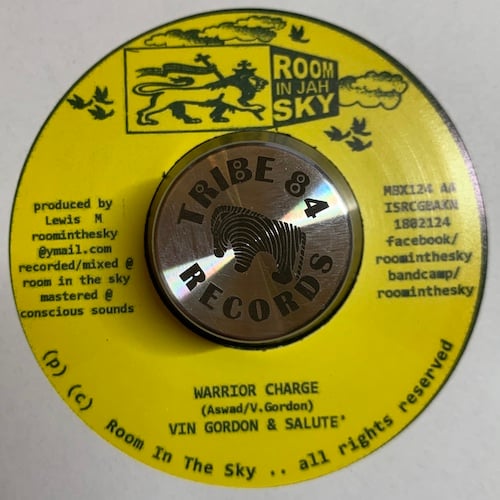 ROOM
IN JAH
SKY
TRIBE 84
RECORDS
produced by
Lewis M
roominthesky
@ymail.com
recorded/mixed @
room in the sky
mastered @
conscious sounds
MBX124 AA
ISRCGBAKN
1802124
facebook/
roominthesky
bandcamp/
roominthesky
WARRIOR CHARGE
(Aswad/V.Gordon)
VIN GORDON & SALUTE'
(p) (c) Room In The Sky .. all rights reserved